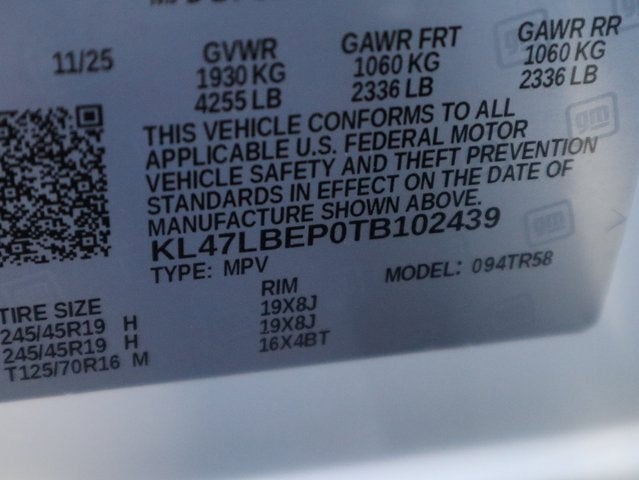 11/25 GVWR GAWR FRT GAWR RR
1930 KG 1060 KG 1060 KG
4255 LB 2336 LB 2336 LB
THIS VEHICLE CONFORMS TO ALL
APPLICABLE U.S. FEDERAL MOTOR
VEHICLE SAFETY AND THEFT PREVENTION
STANDARDS IN EFFECT ON THE DATE OF
MANUFACTURE SHOWN ABOVE.
KL47LBEP0TB102439
TYPE: MPV MODEL: 094TR58
TIRE SIZE RIM
245/45R19 H 19X8J
245/45R19 H 19X8J
T125/70R16 M 16X4BT
gm
gm
gm